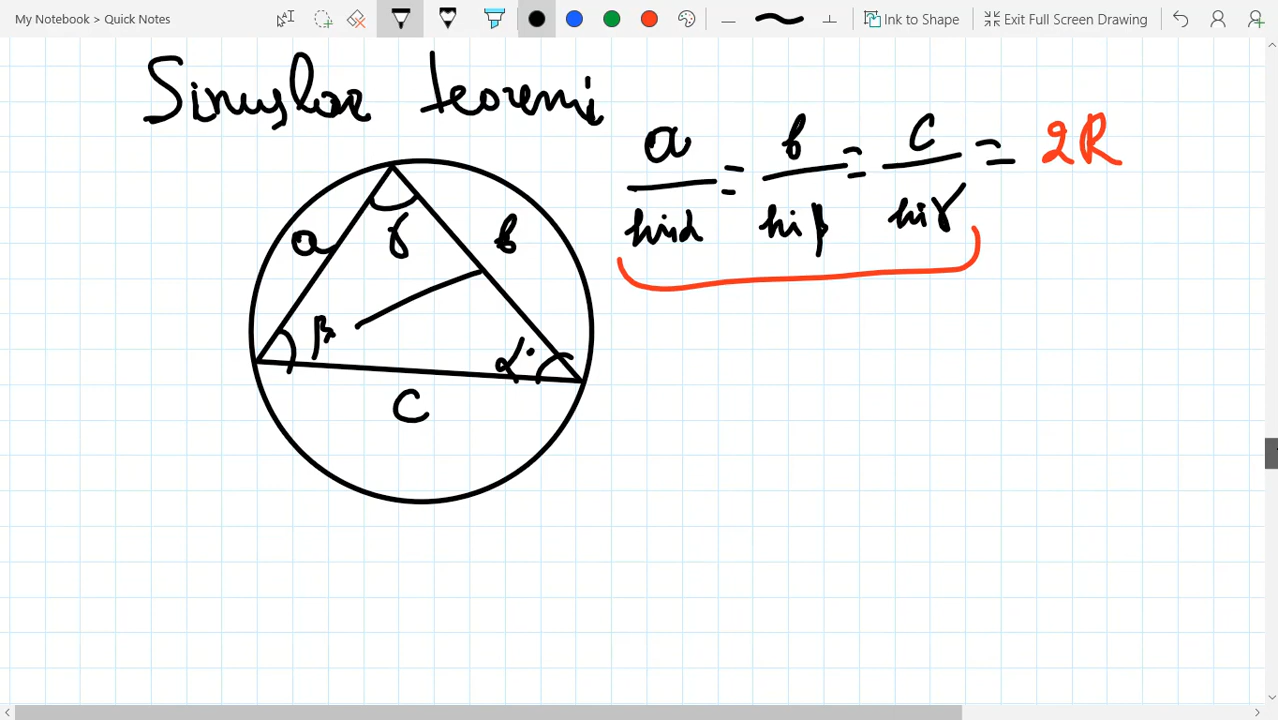 My Notebook > Quick Notes
Ink to Shape
Exit Full Screen Drawing
Sinuslar teoremi
a/sinα = b/sinβ = c/sinγ = 2R
a
γ
b
β
α
c